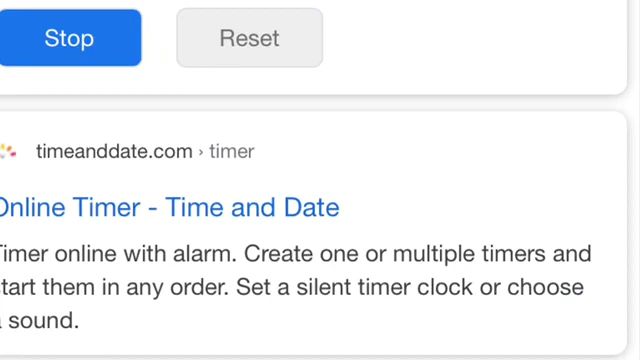 Stop
Reset
timeanddate.com › timer
Online Timer - Time and Date
Timer online with alarm. Create one or multiple timers and
start them in any order. Set a silent timer clock or choose
a sound.